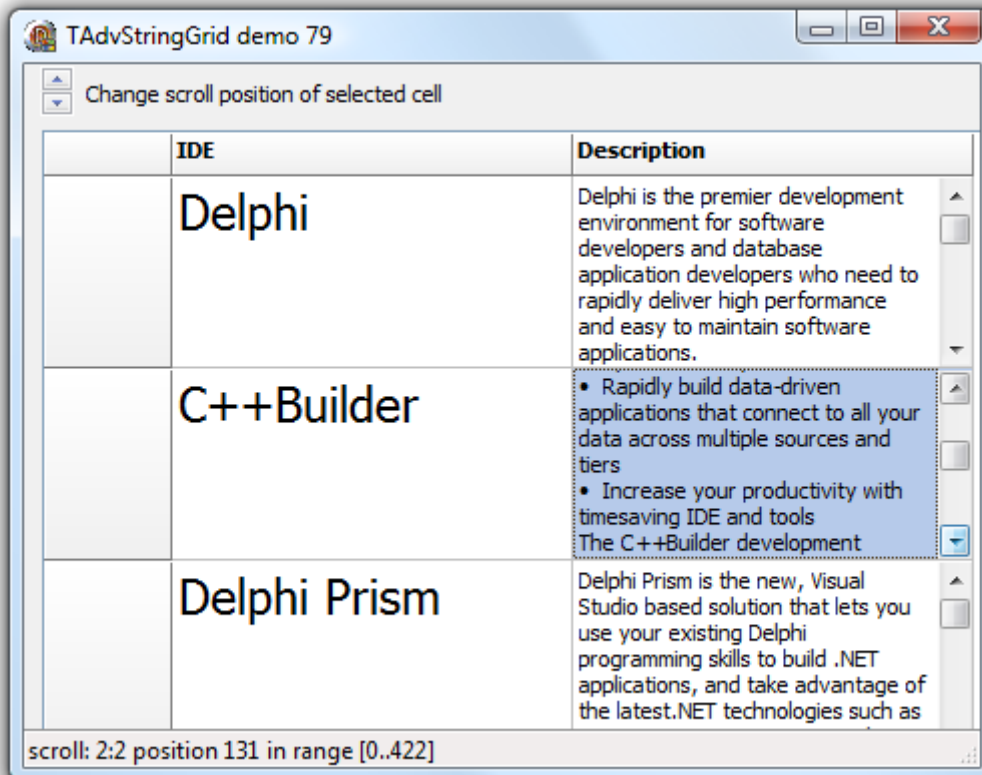 TAdvStringGrid demo 79
Change scroll position of selected cell
IDE
Description
Delphi
Delphi is the premier development
environment for software
developers and database
application developers who need to
rapidly deliver high performance
and easy to maintain software
applications.
C++Builder
• Rapidly build data-driven
applications that connect to all your
data across multiple sources and
tiers
• Increase your productivity with
timesaving IDE and tools
The C++Builder development
Delphi Prism
Delphi Prism is the new, Visual
Studio based solution that lets you
use your existing Delphi
programming skills to build .NET
applications, and take advantage of
the latest.NET technologies such as
scroll: 2:2 position 131 in range [0..422]